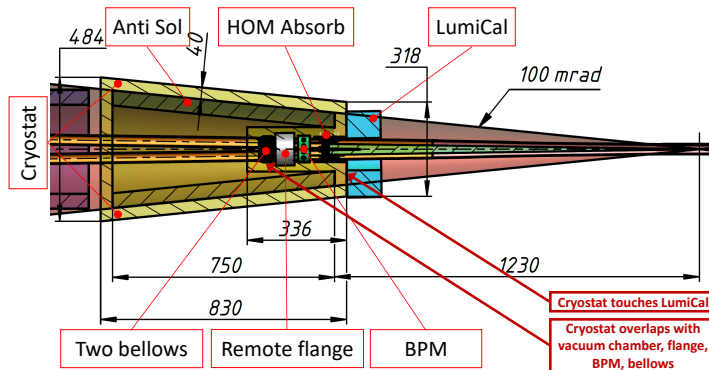 Anti Sol
HOM Absorb
LumiCal
484
40
318
100 mrad
Cryostat
336
750
1230
830
Cryostat touches LumiCal
Cryostat overlaps with
vacuum chamber, flange,
BPM, bellows
Two bellows
Remote flange
BPM